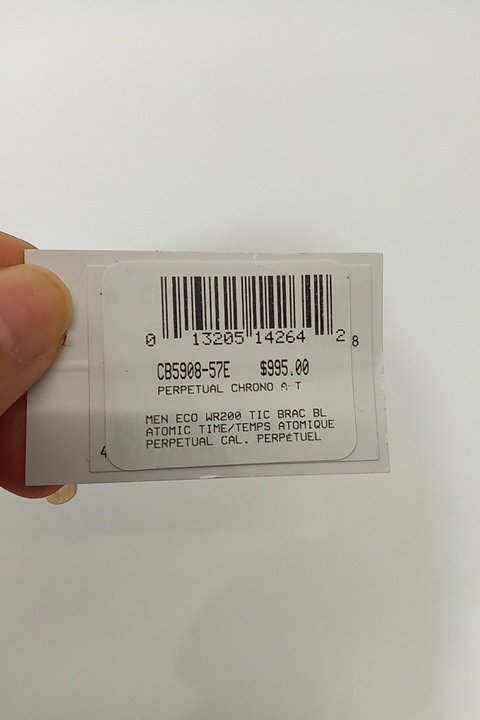 0 13205 14264 2 8
CB5908-57E $995.00
PERPETUAL CHRONO A-T
MEN ECO WR200 TIC BRAC BL
ATOMIC TIME/TEMPS ATOMIQUE
PERPETUAL CAL. PERPÉTUEL
4